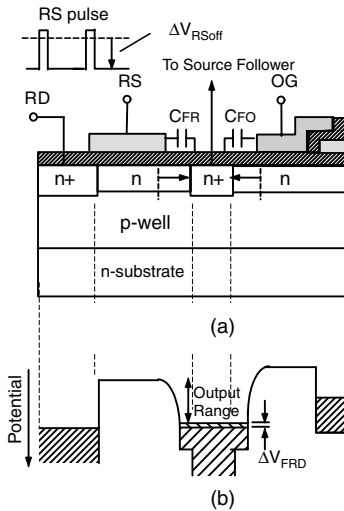 RS pulse
ΔV_RSoff
To Source Follower
RS
OG
RD
C_FR
C_FO
n+ n n+ n
p-well
n-substrate
(a)
Potential
Output
Range
ΔV_FRD
(b)